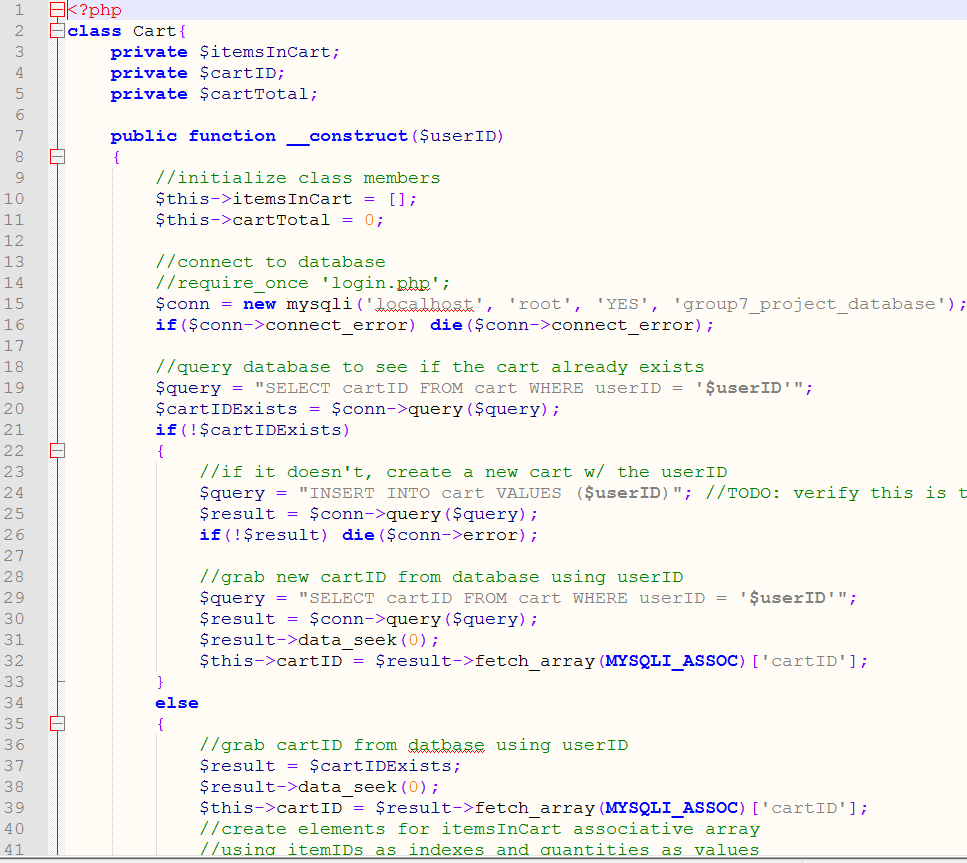 1 <?php
2 class Cart{
3 private $itemsInCart;
4 private $cartID;
5 private $cartTotal;
6
7 public function __construct($userID)
8 {
9 //initialize class members
10 $this->itemsInCart = [];
11 $this->cartTotal = 0;
12
13 //connect to database
14 //require_once 'login.php';
15 $conn = new mysqli('localhost', 'root', 'YES', 'group7_project_database');
16 if($conn->connect_error) die($conn->connect_error);
17
18 //query database to see if the cart already exists
19 $query = "SELECT cartID FROM cart WHERE userID = '$userID'";
20 $cartIDExists = $conn->query($query);
21 if(!$cartIDExists)
22 {
23 //if it doesn't, create a new cart w/ the userID
24 $query = "INSERT INTO cart VALUES ($userID)"; //TODO: verify this is t
25 $result = $conn->query($query);
26 if(!$result) die($conn->error);
27
28 //grab new cartID from database using userID
29 $query = "SELECT cartID FROM cart WHERE userID = '$userID'";
30 $result = $conn->query($query);
31 $result->data_seek(0);
32 $this->cartID = $result->fetch_array(MYSQLI_ASSOC)['cartID'];
33 }
34 else
35 {
36 //grab cartID from datbase using userID
37 $result = $cartIDExists;
38 $result->data_seek(0);
39 $this->cartID = $result->fetch_array(MYSQLI_ASSOC)['cartID'];
40 //create elements for itemsInCart associative array
41 //using itemIDs as indexes and quantities as values